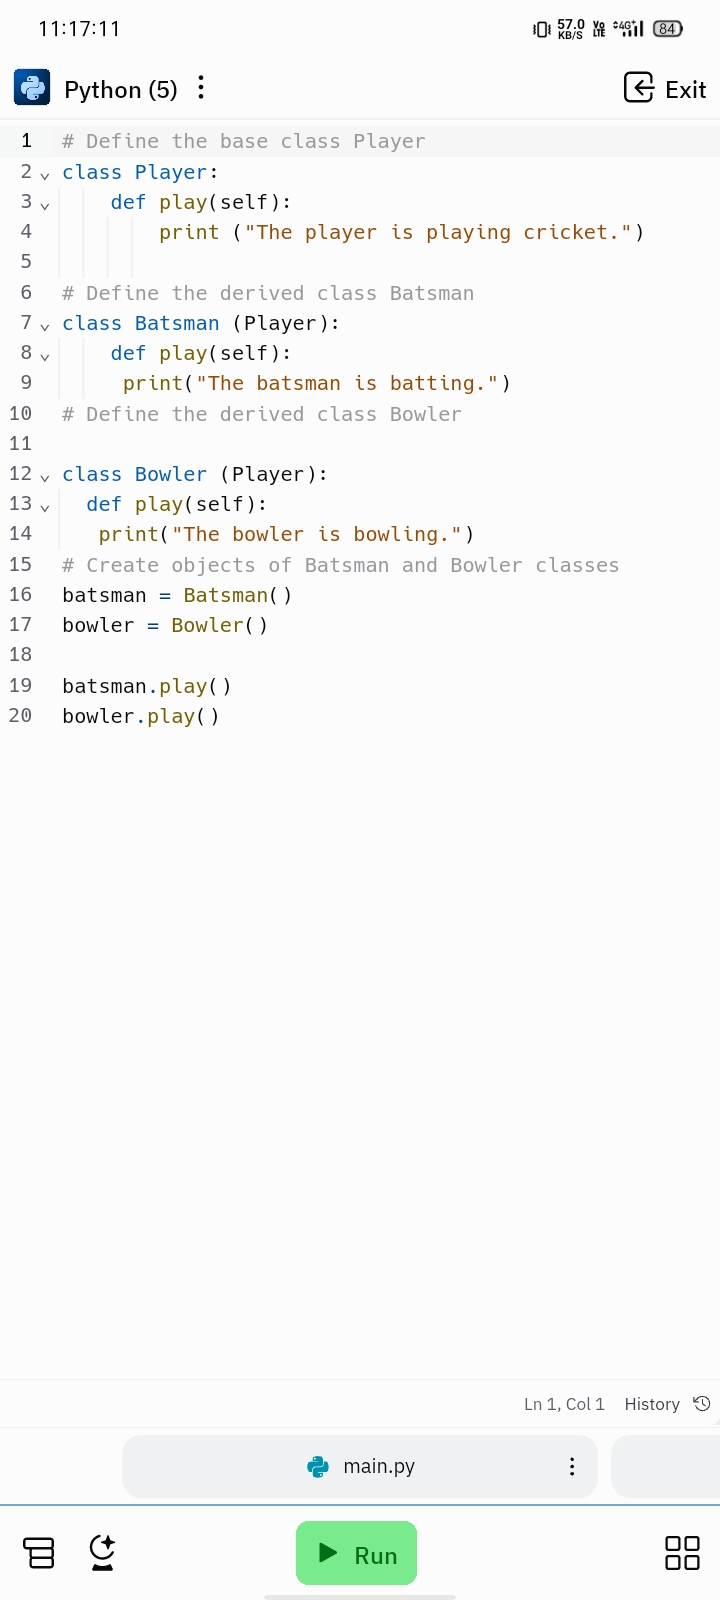 11:17:11 57.0 KB/S Vo LTE 4G+ 84
Python (5) Exit
1 # Define the base class Player
2 class Player:
3     def play(self):
4         print ("The player is playing cricket.")
5
6 # Define the derived class Batsman
7 class Batsman (Player):
8     def play(self):
9      print("The batsman is batting.")
10 # Define the derived class Bowler
11
12 class Bowler (Player):
13   def play(self):
14    print("The bowler is bowling.")
15 # Create objects of Batsman and Bowler classes
16 batsman = Batsman()
17 bowler = Bowler()
18
19 batsman.play()
20 bowler.play()
Ln 1, Col 1 History
main.py
Run